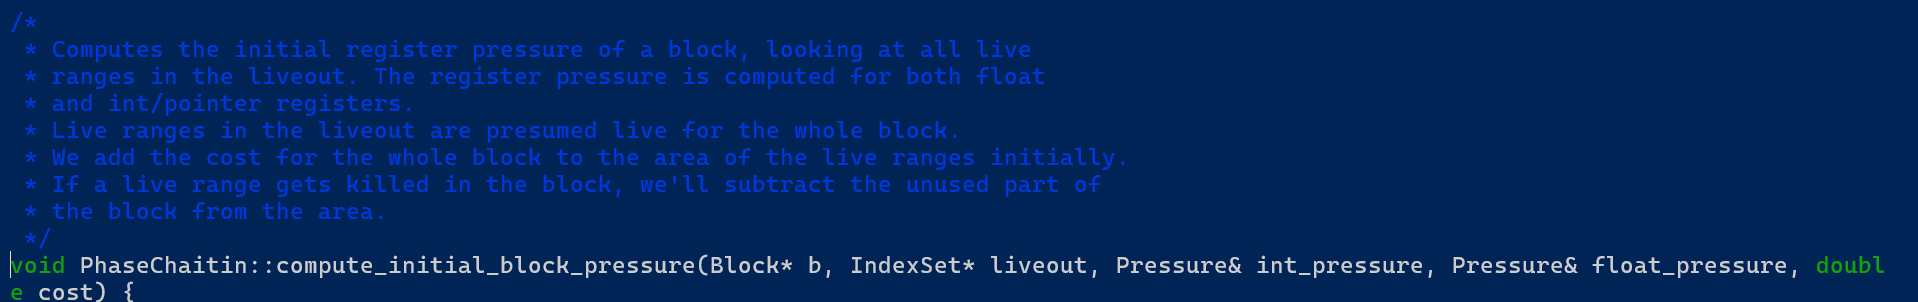 /*
 * Computes the initial register pressure of a block, looking at all live
 * ranges in the liveout. The register pressure is computed for both float
 * and int/pointer registers.
 * Live ranges in the liveout are presumed live for the whole block.
 * We add the cost for the whole block to the area of the live ranges initially.
 * If a live range gets killed in the block, we'll subtract the unused part of
 * the block from the area.
 */
void PhaseChaitin::compute_initial_block_pressure(Block* b, IndexSet* liveout, Pressure& int_pressure, Pressure& float_pressure, doubl
e cost) {